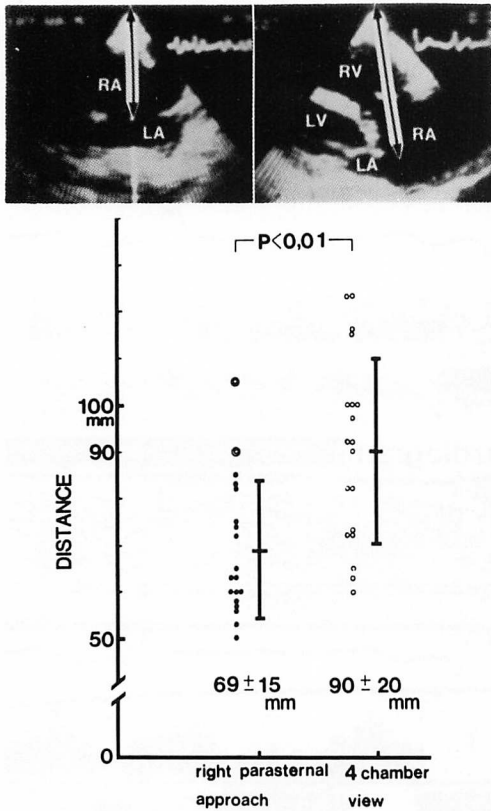 RA
LA
RV
LV
LA
RA
P<0,01
100
mm
90
DISTANCE
50
69 ± 15
mm
90 ± 20
mm
0
right parasternal
approach
4 chamber
view